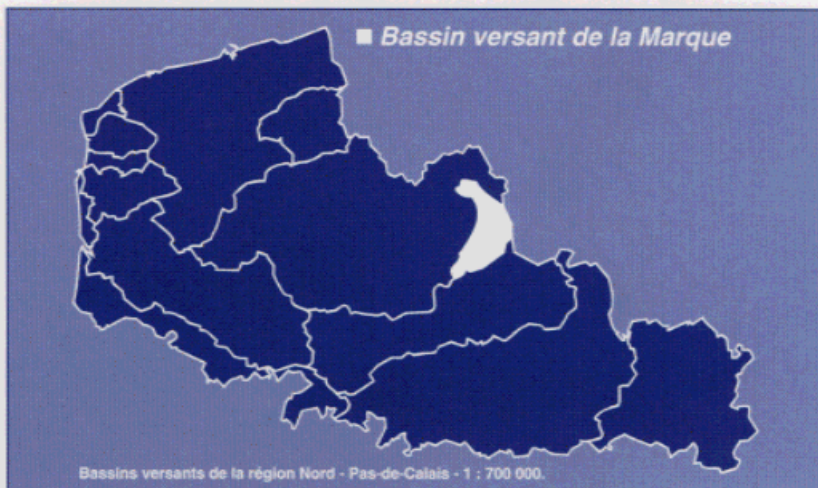 Bassin versant de la Marque
Bassins versants de la région Nord - Pas-de-Calais - 1 : 700 000.